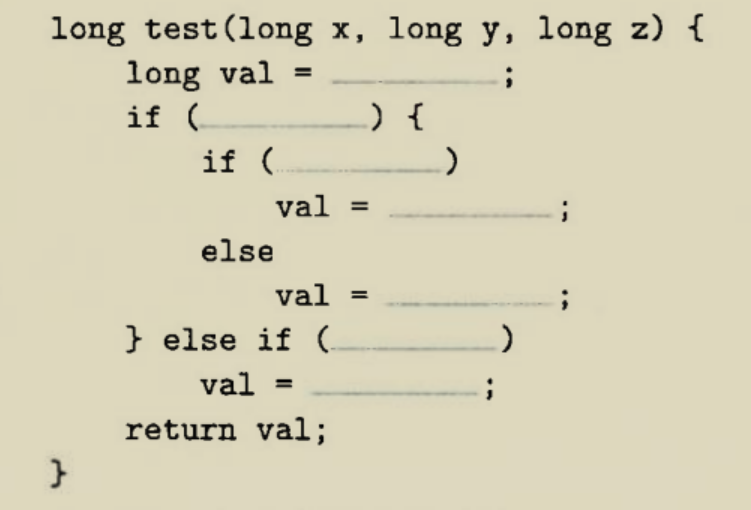 long test(long x, long y, long z) {
long val = ________;
if (________) {
if (________)
val = ________;
else
val = ________;
} else if (________)
val = ________;
return val;
}